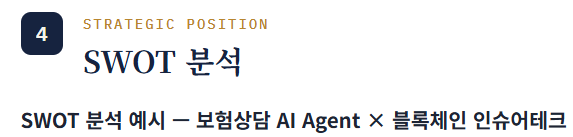 4
STRATEGIC POSITION
SWOT 분석
SWOT 분석 예시 — 보험상담 AI Agent × 블록체인 인슈어테크